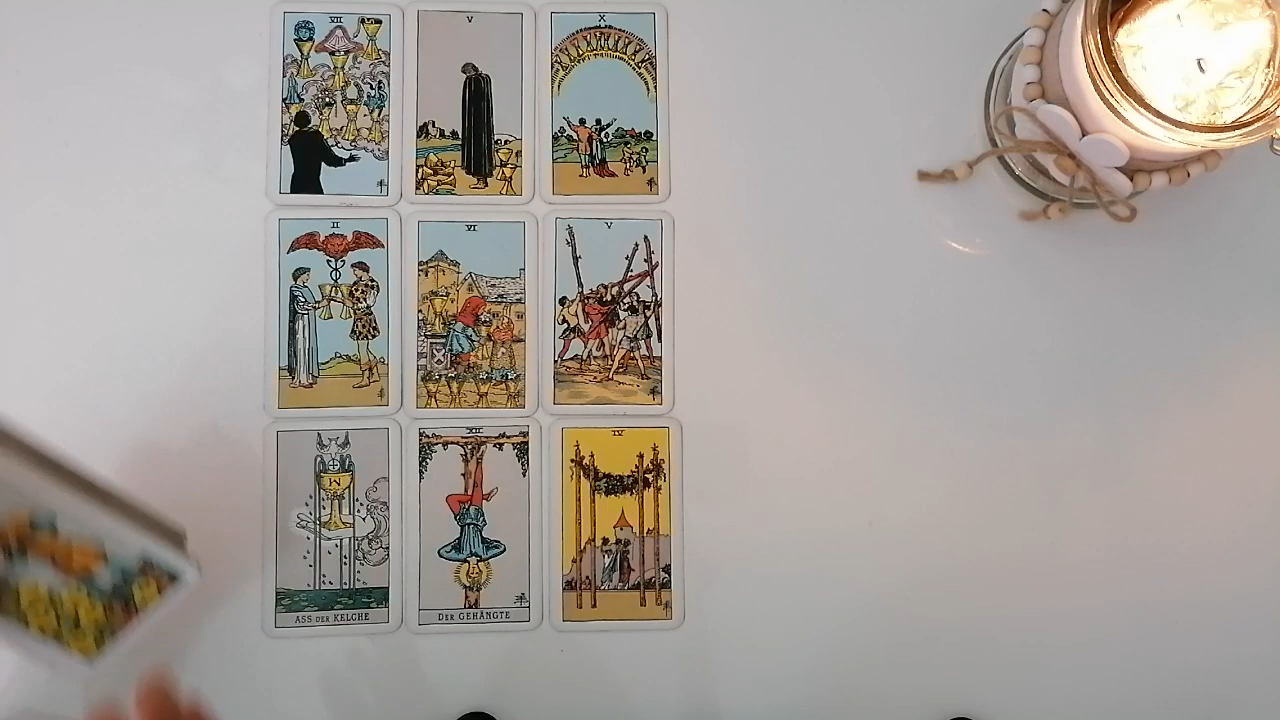 VII
V
X
II
VI
V
ASS DER KELCHE
XII
DER GEHÄNGTE
IV